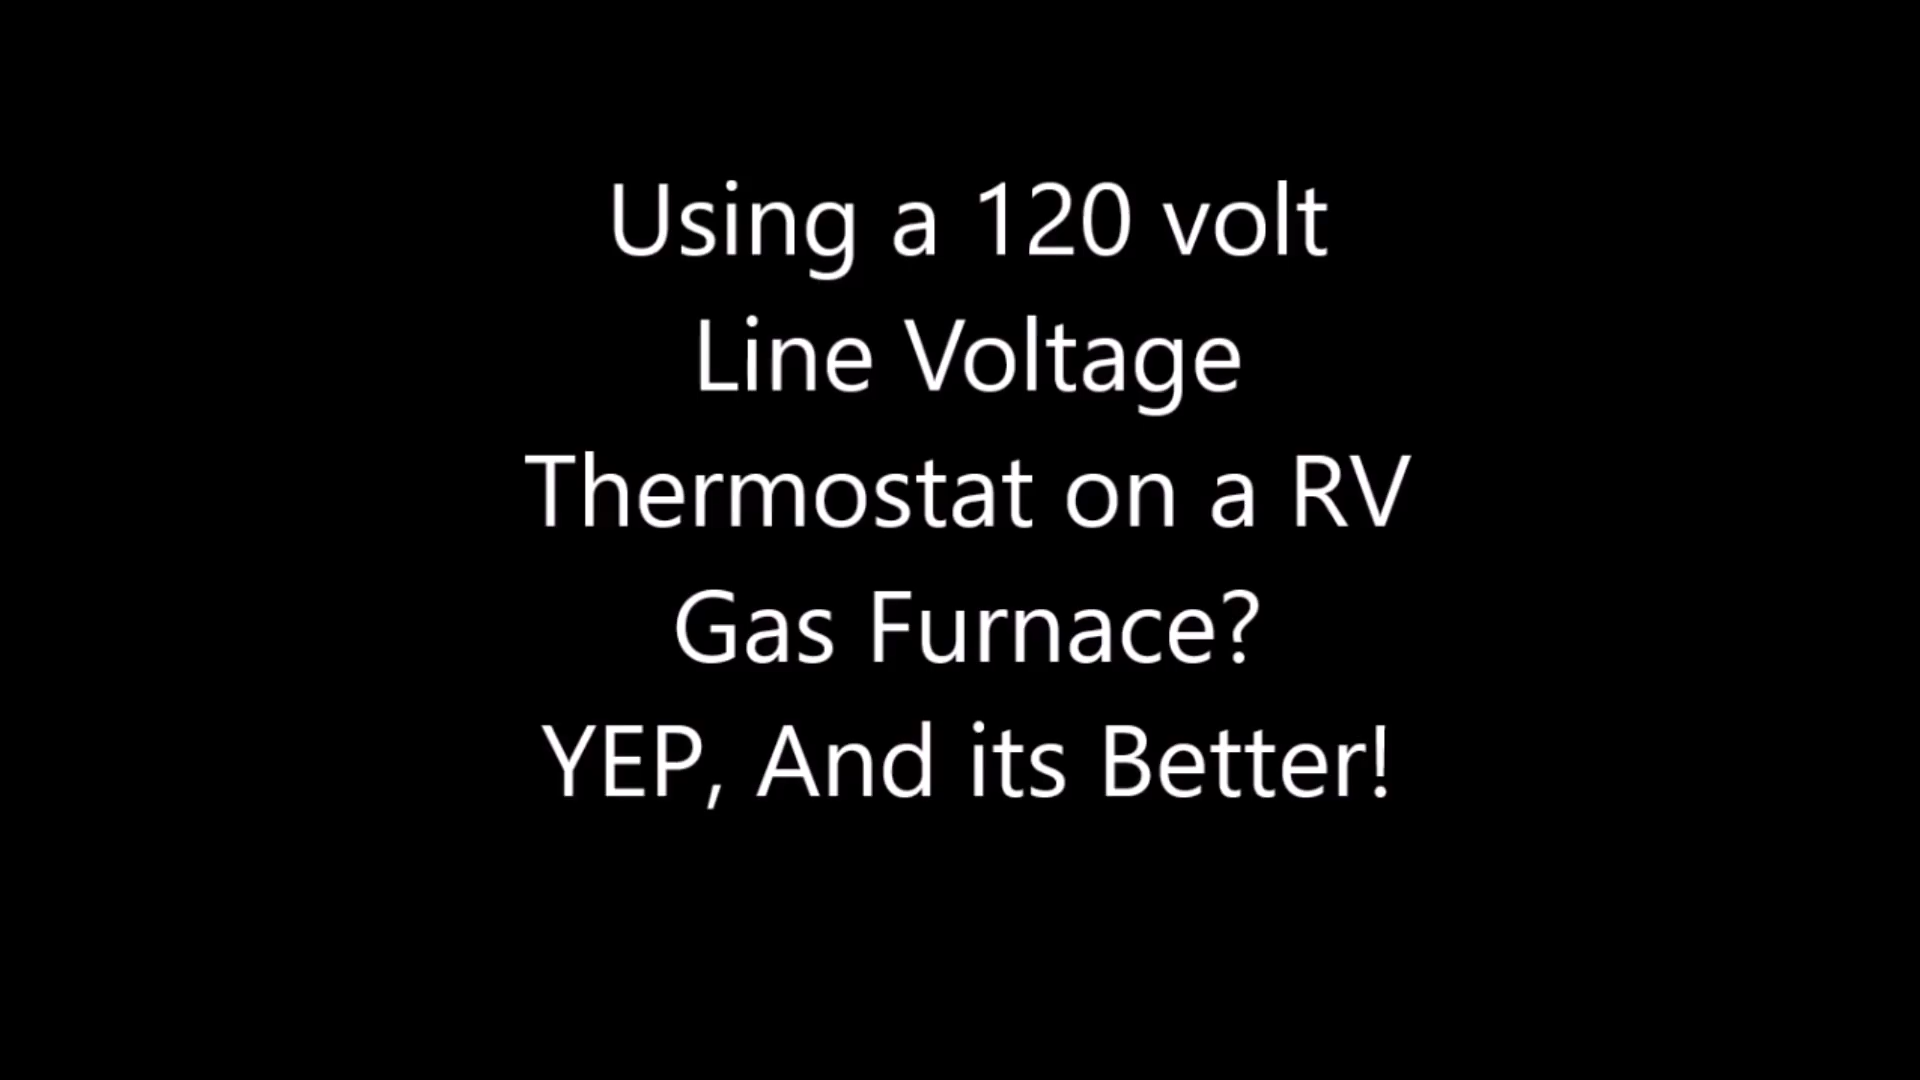 Using a 120 volt
Line Voltage
Thermostat on a RV
Gas Furnace?
YEP, And its Better!